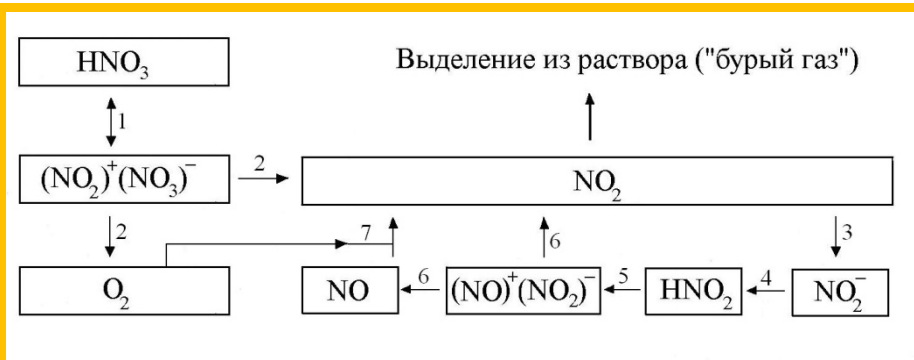 HNO₃
Выделение из раствора ("бурый газ")
1
(NO₂)⁺(NO₃)⁻
2
NO₂
2
7
6
3
O₂
NO
6
(NO)⁺(NO₂)⁻
5
HNO₂
4
NO₂⁻